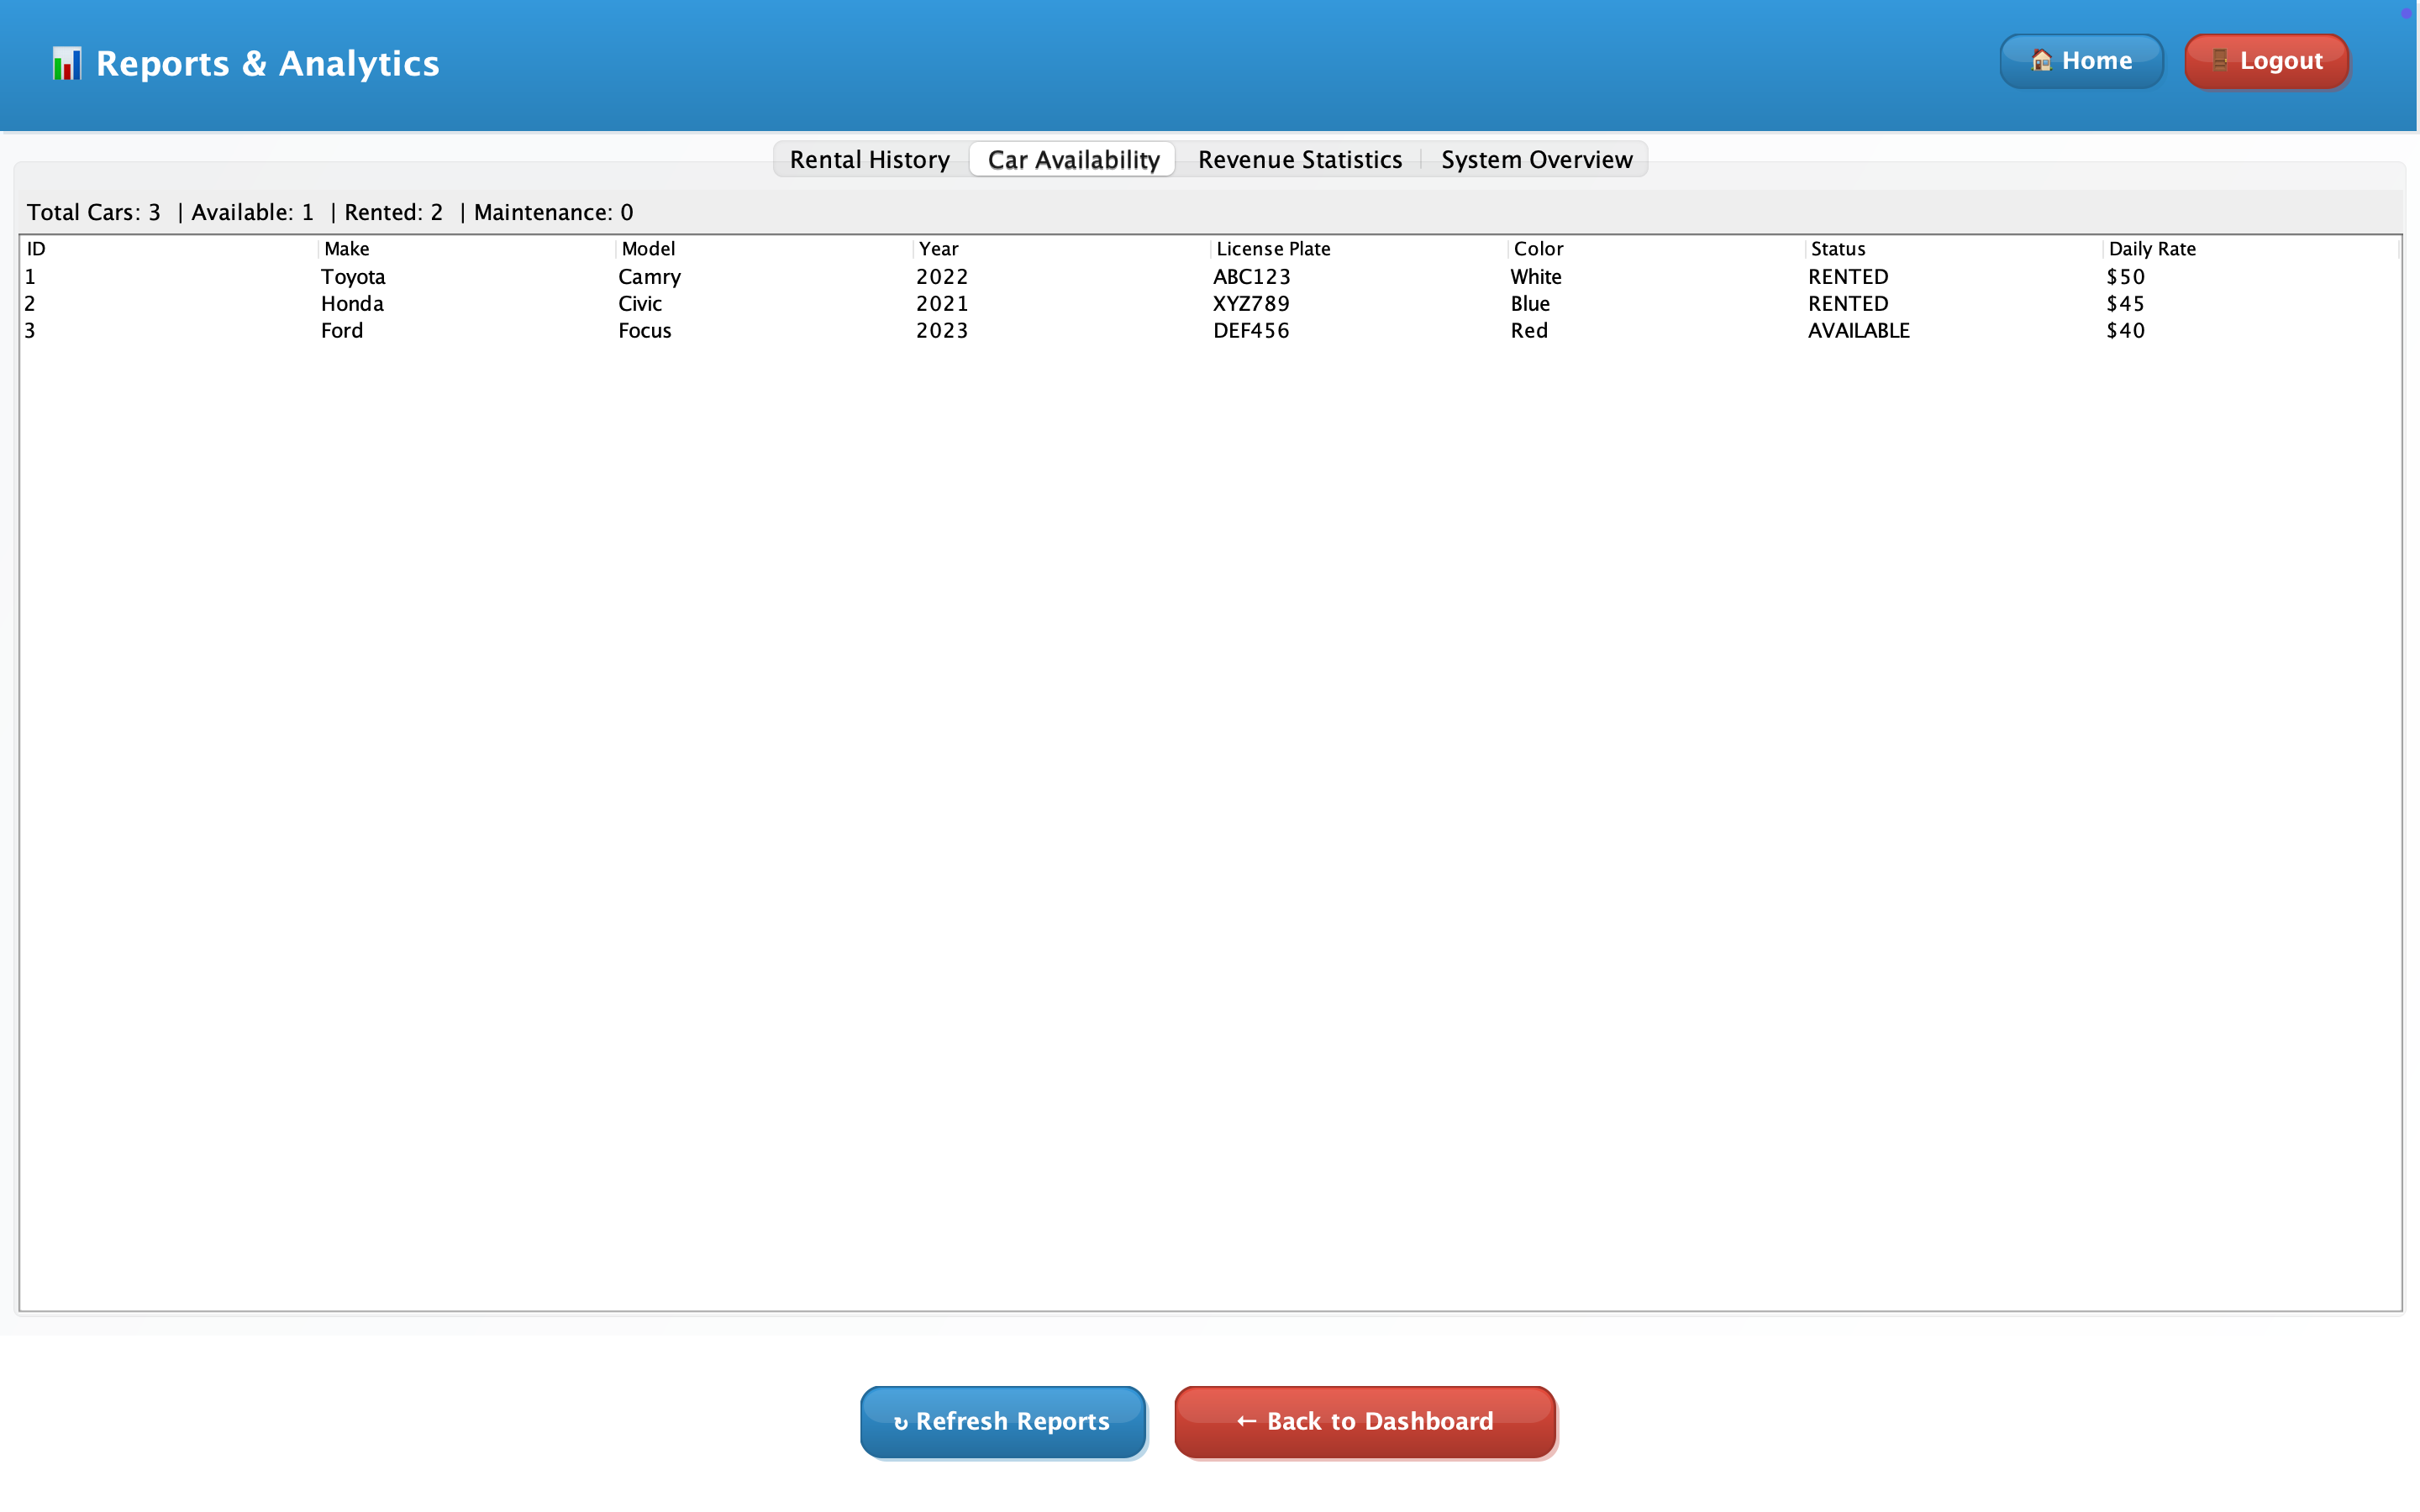 Reports & Analytics
Home
Logout
Rental History Car Availability Revenue Statistics System Overview
Total Cars: 3 | Available: 1 | Rented: 2 | Maintenance: 0
ID Make Model Year License Plate Color Status Daily Rate
1 Toyota Camry 2022 ABC123 White RENTED $50
2 Honda Civic 2021 XYZ789 Blue RENTED $45
3 Ford Focus 2023 DEF456 Red AVAILABLE $40
↻ Refresh Reports
← Back to Dashboard